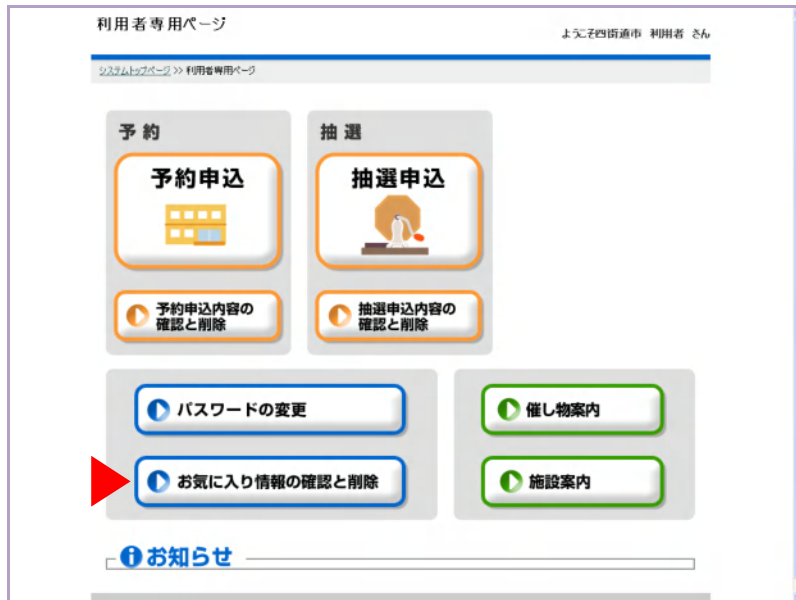 利用者専用ページ
ようこそ四街道市 利用者 さん
システムトップページ >> 利用者専用ページ
予約
抽選
予約申込
抽選申込
予約申込内容の
確認と削除
抽選申込内容の
確認と削除
パスワードの変更
催し物案内
お気に入り情報の確認と削除
施設案内
お知らせ